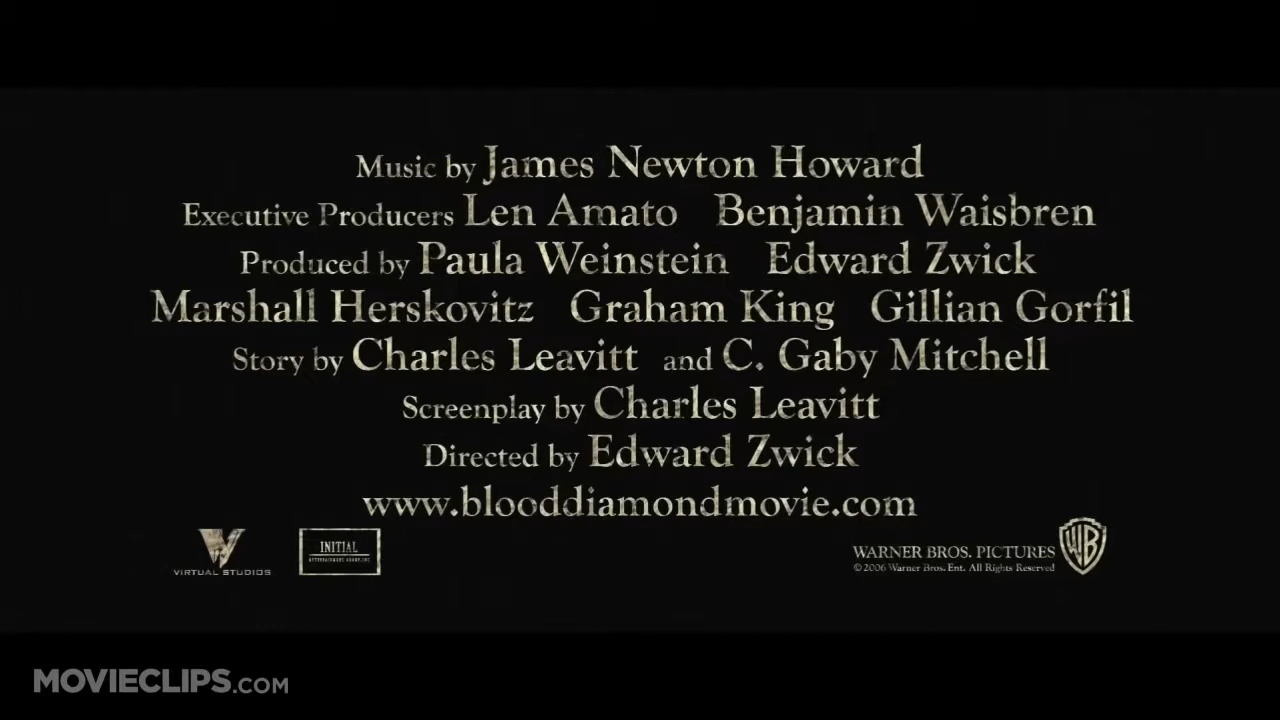 Music by James Newton Howard
Executive Producers Len Amato Benjamin Waisbren
Produced by Paula Weinstein Edward Zwick
Marshall Herskovitz Graham King Gillian Gorfil
Story by Charles Leavitt and C. Gaby Mitchell
Screenplay by Charles Leavitt
Directed by Edward Zwick
www.blooddiamondmovie.com
VIRTUAL STUDIOS
INITIAL
WARNER BROS. PICTURES
©2006 Warner Bros. Ent. All Rights Reserved
WB
MOVIECLIPS.COM